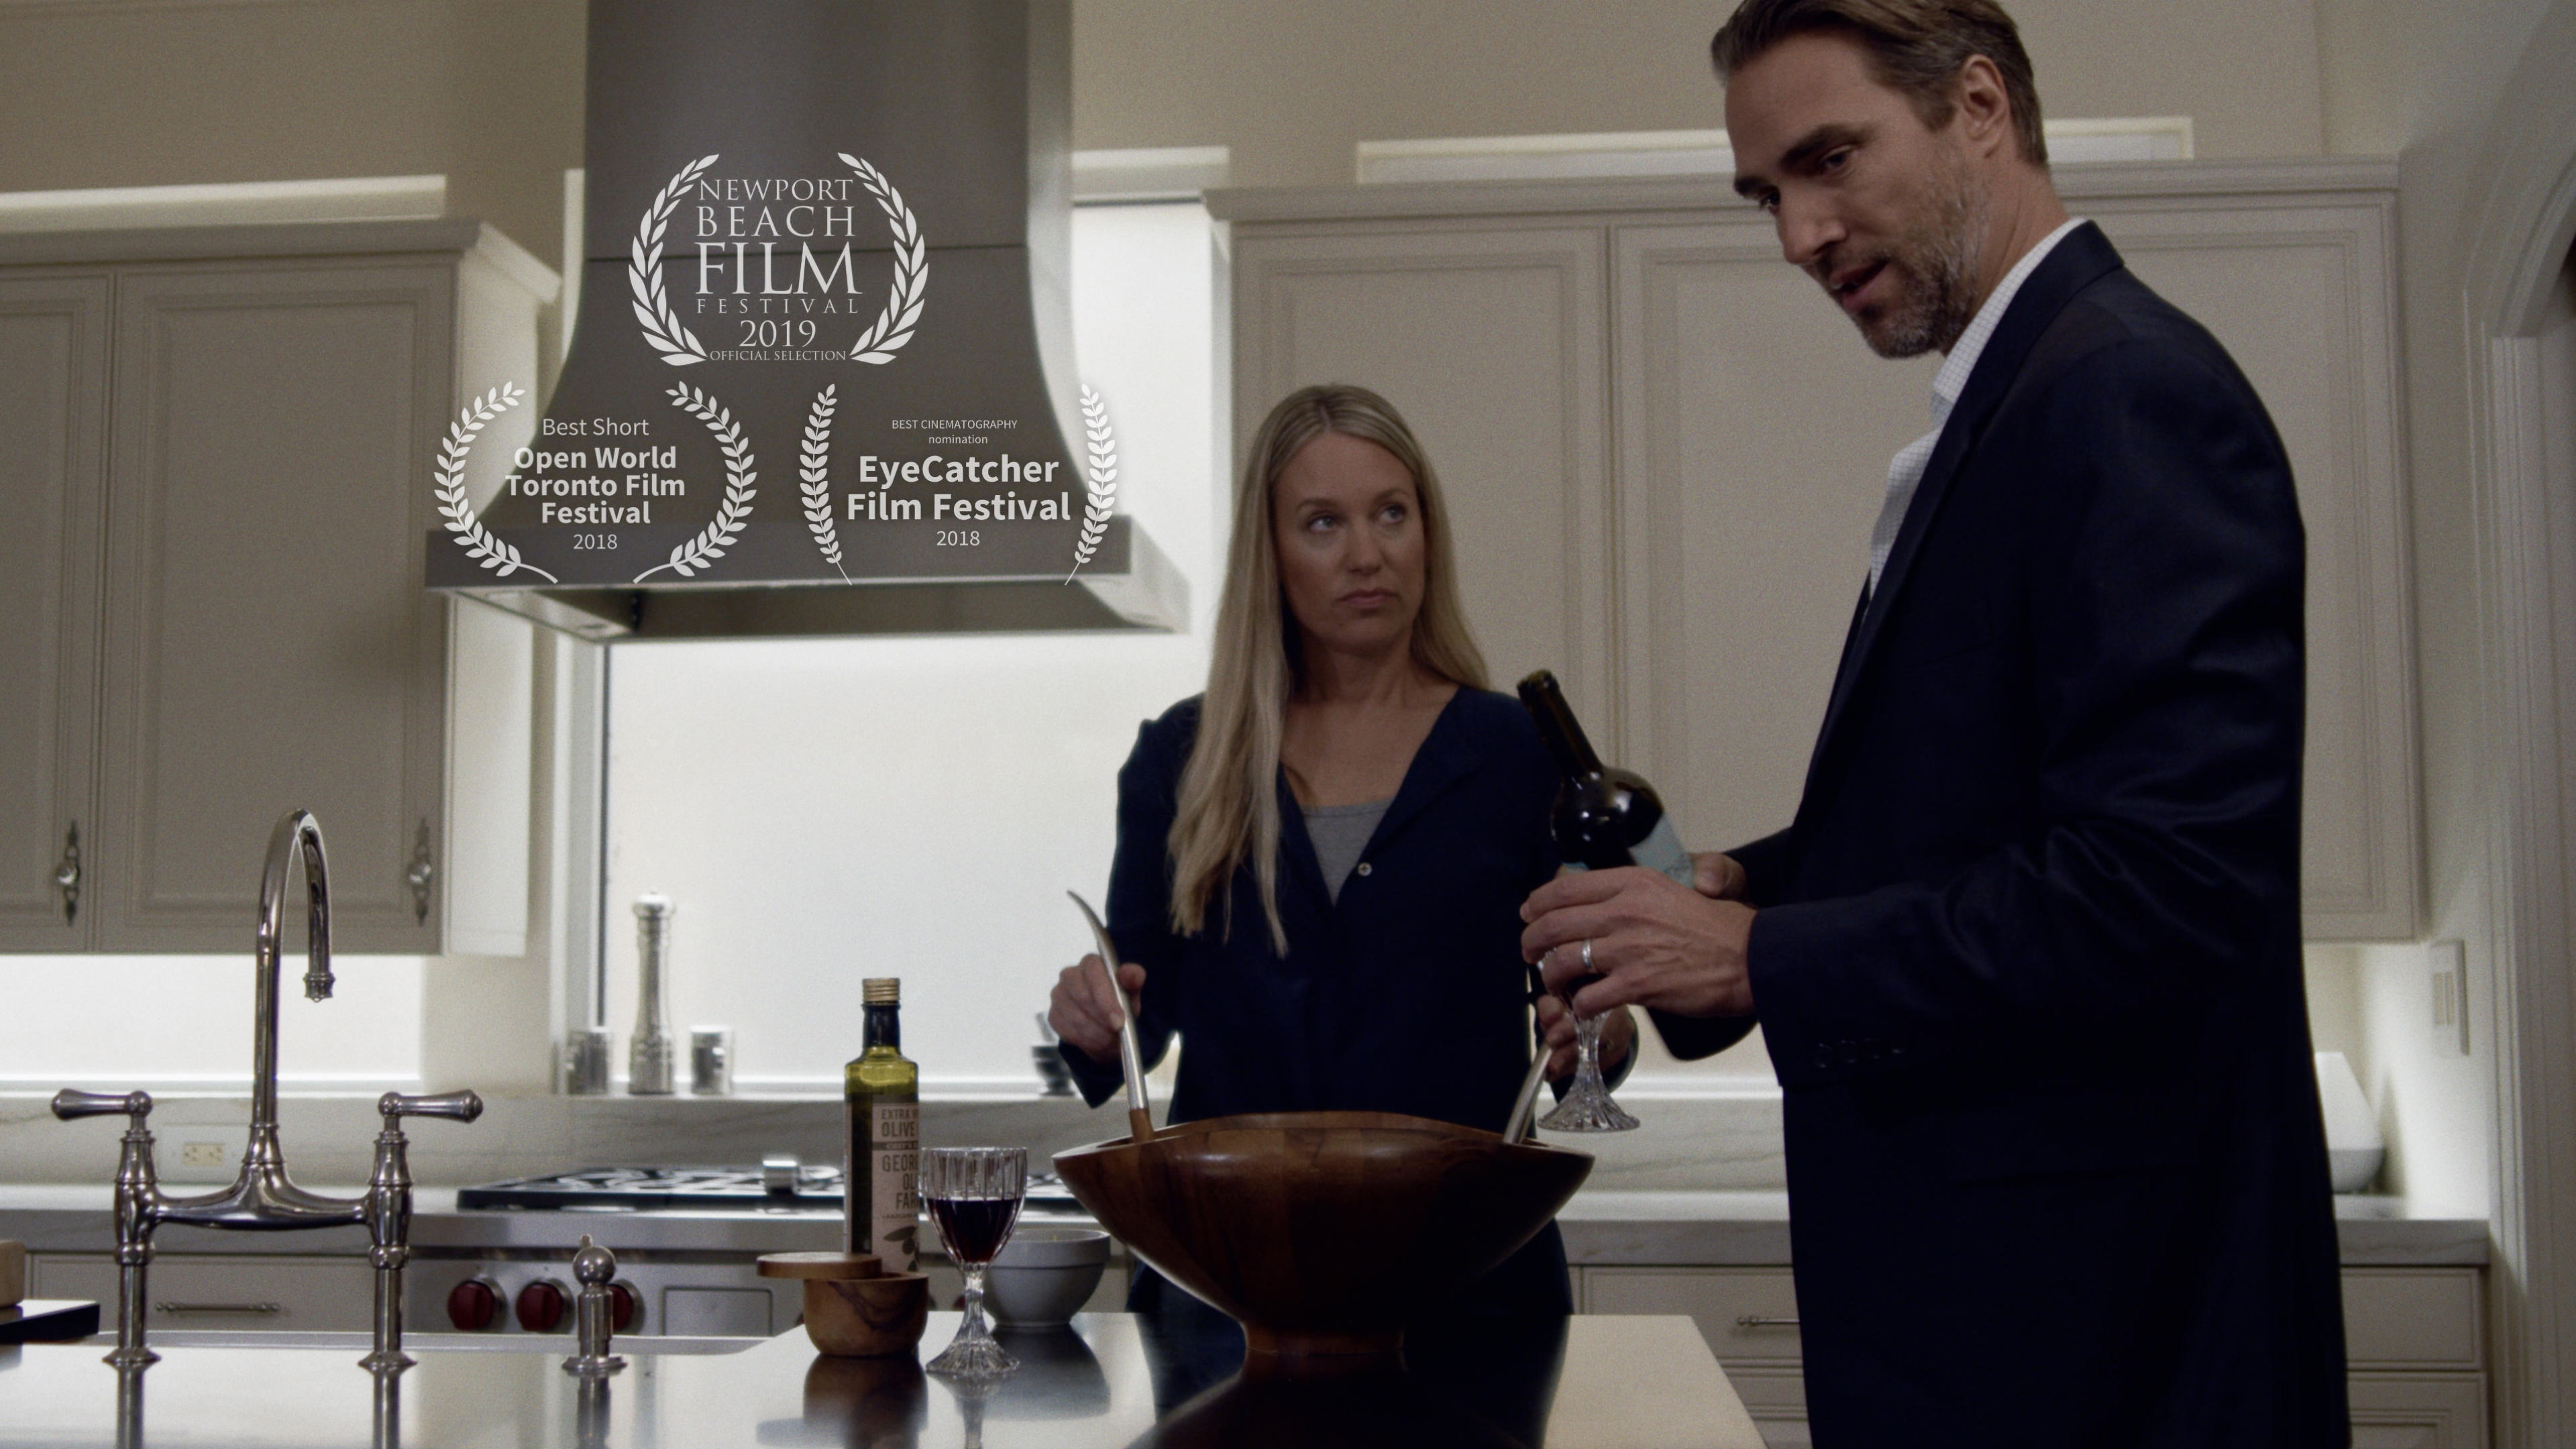 NEWPORT
BEACH
FILM
FESTIVAL
2019
OFFICIAL SELECTION
Best Short
Open World
Toronto Film
Festival
2018
BEST CINEMATOGRAPHY
nomination
EyeCatcher
Film Festival
2018
EXTRA
OLIVE